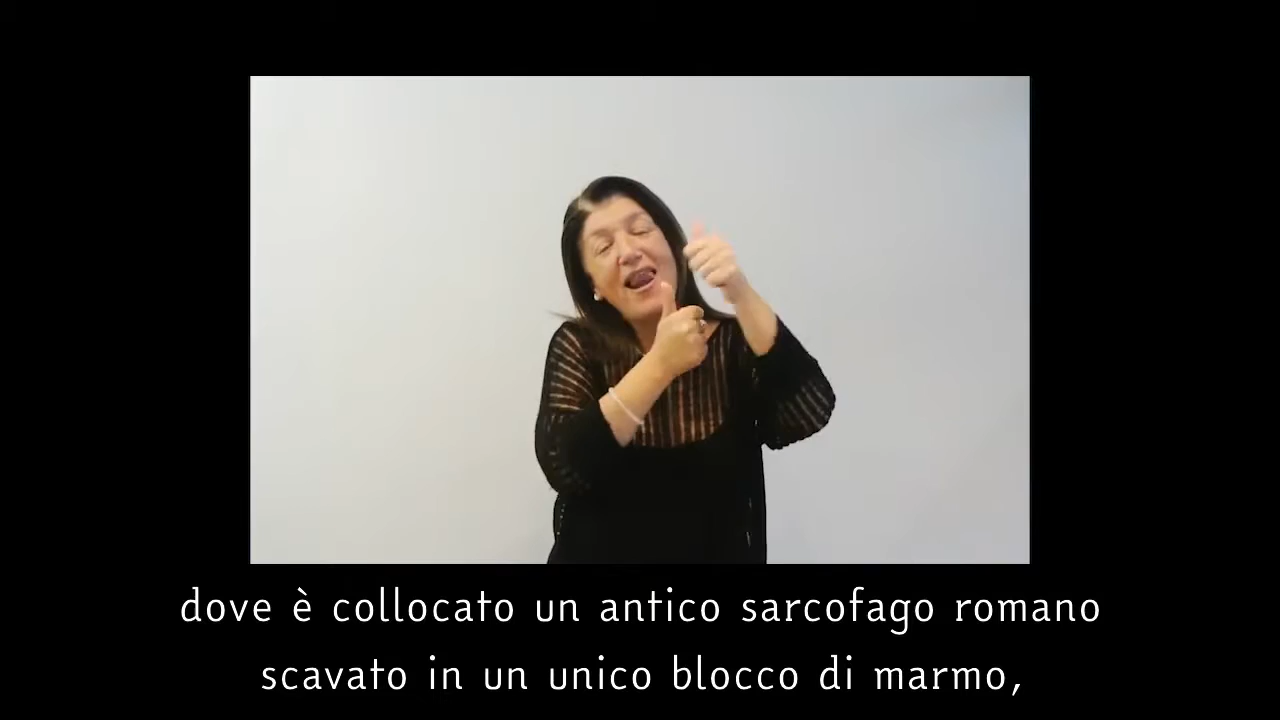 dove è collocato un antico sarcofago romano
scavato in un unico blocco di marmo,